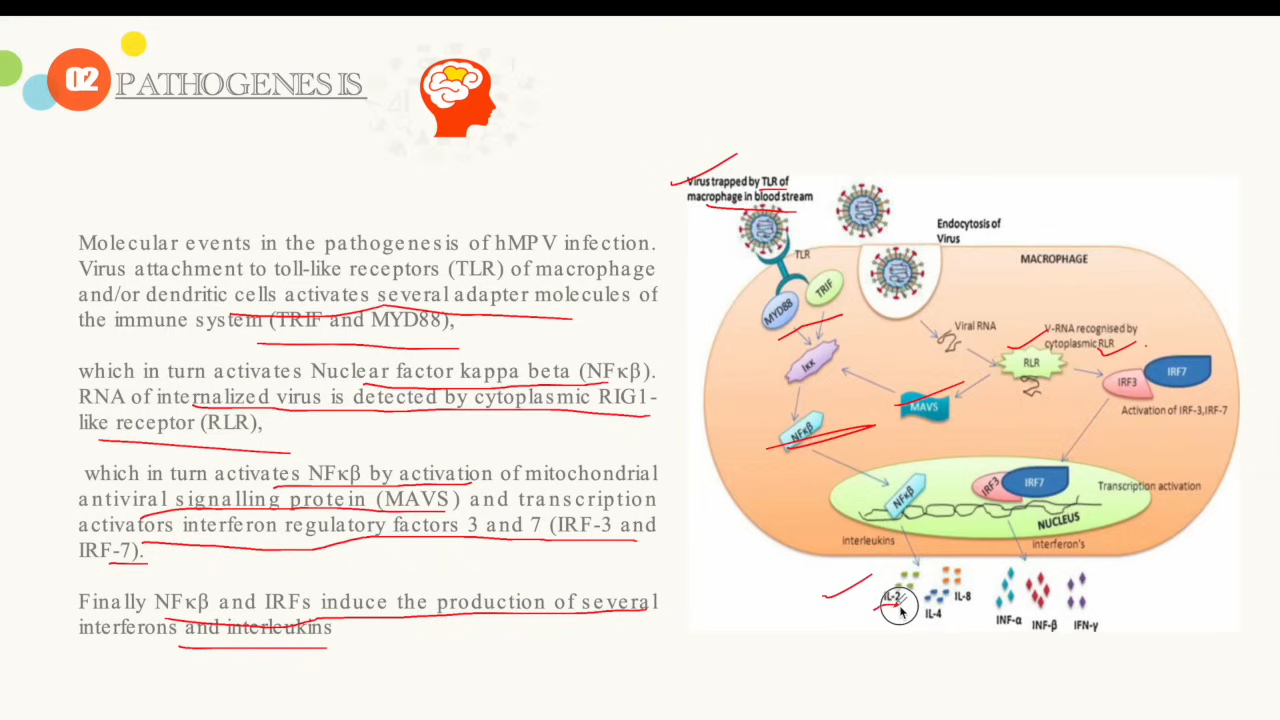 02
PATHOGENESIS
Molecular events in the pathogenesis of hMPV infection.
Virus attachment to toll-like receptors (TLR) of macrophage
and/or dendritic cells activates several adapter molecules of
the immune system (TRIF and MYD88),
which in turn activates Nuclear factor kappa beta (NFκβ).
RNA of internalized virus is detected by cytoplasmic RIG1-
like receptor (RLR),
which in turn activates NFκβ by activation of mitochondrial
antiviral signalling protein (MAVS) and transcription
activators interferon regulatory factors 3 and 7 (IRF-3 and
IRF-7).
Finally NFκβ and IRFs induce the production of several
interferons and interleukins
Virus trapped by TLR of
macrophage in blood stream
Endocytosis of
Virus
TLR
MACROPHAGE
MYD88
TRIF
Viral RNA
V-RNA recognised by
cytoplasmic RLR
Iκκ
RLR
IRF3
IRF7
MAVS
Activation of IRF-3,IRF-7
NFκβ
NFκβ
IRF3
IRF7
Transcription activation
NUCLEUS
interleukins
interferon's
IL-2
IL-4
IL-8
INF-α
INF-β
IFN-γ